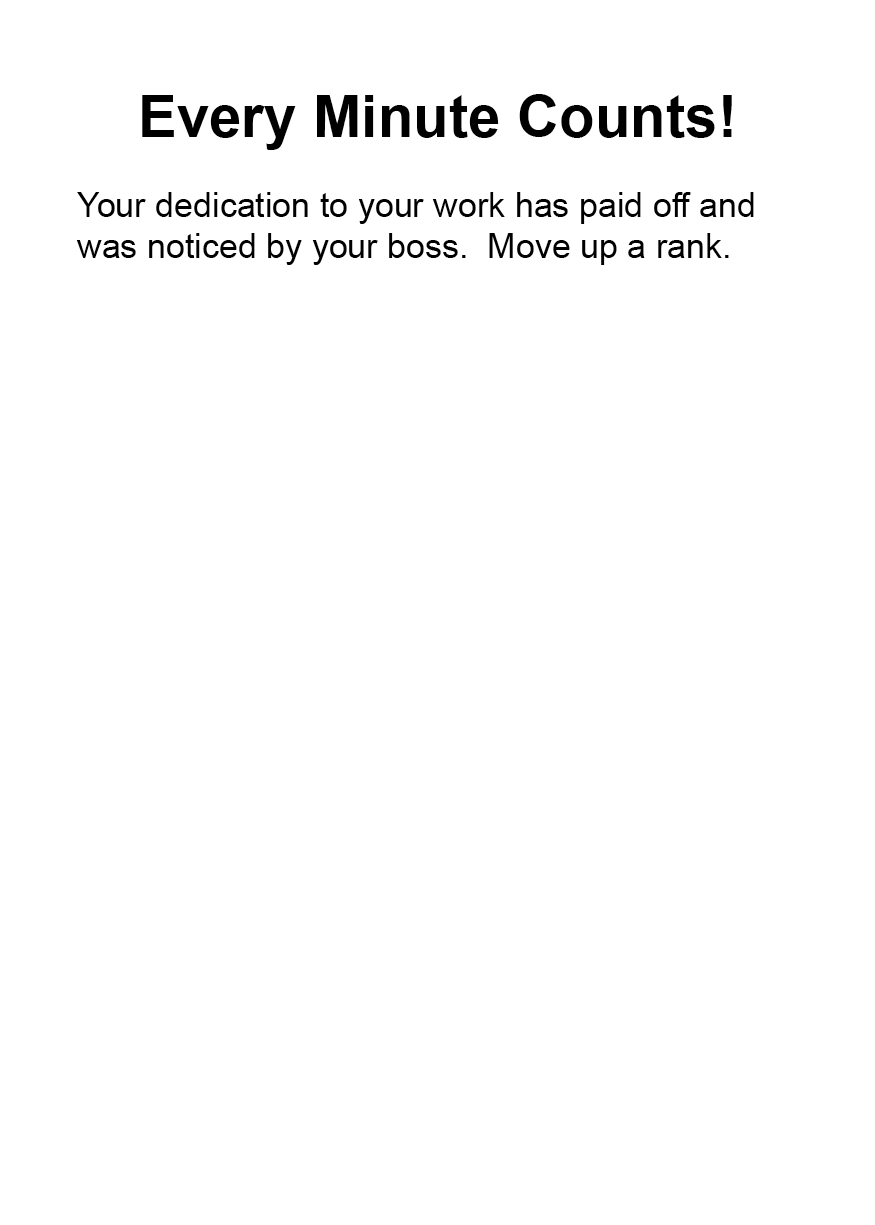 Every Minute Counts!
Your dedication to your work has paid off and
was noticed by your boss.  Move up a rank.